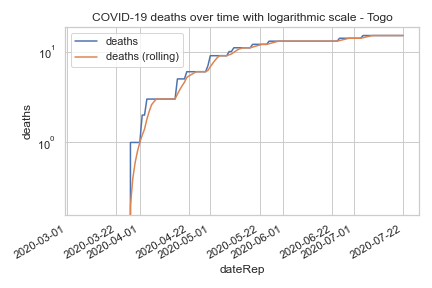 COVID-19 deaths over time with logarithmic scale - Togo
deaths
deaths (rolling)
10¹
10⁰
deaths
2020-03-01
2020-03-22
2020-04-01
2020-04-22
2020-05-01
2020-05-22
2020-06-01
2020-06-22
2020-07-01
2020-07-22
dateRep